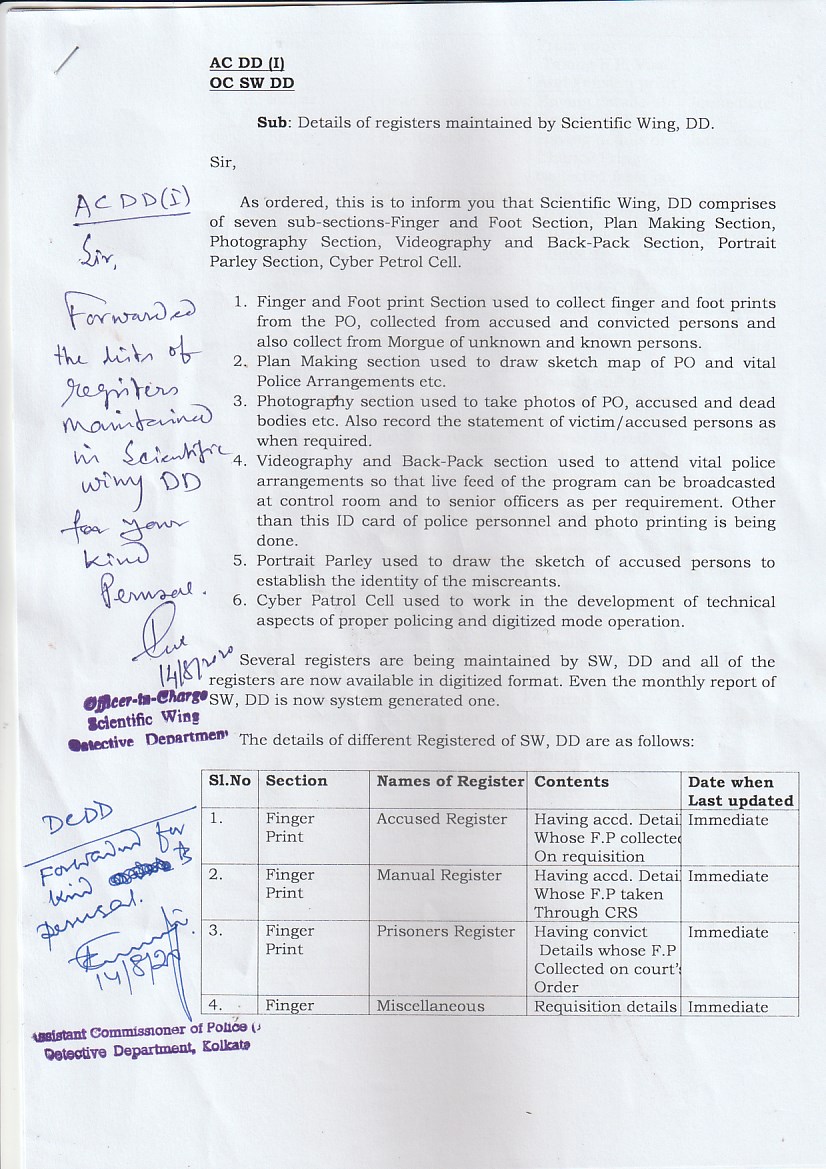 AC DD (I)
OC SW DD
Sub: Details of registers maintained by Scientific Wing, DD.
Sir,
As ordered, this is to inform you that Scientific Wing, DD comprises
of seven sub-sections-Finger and Foot Section, Plan Making Section,
Photography Section, Videography and Back-Pack Section, Portrait
Parley Section, Cyber Petrol Cell.
1. Finger and Foot print Section used to collect finger and foot prints
from the PO, collected from accused and convicted persons and
also collect from Morgue of unknown and known persons.
2. Plan Making section used to draw sketch map of PO and vital
Police Arrangements etc.
3. Photography section used to take photos of PO, accused and dead
bodies etc. Also record the statement of victim/accused persons as
when required.
4. Videography and Back-Pack section used to attend vital police
arrangements so that live feed of the program can be broadcasted
at control room and to senior officers as per requirement. Other
than this ID card of police personnel and photo printing is being
done.
5. Portrait Parley used to draw the sketch of accused persons to
establish the identity of the miscreants.
6. Cyber Patrol Cell used to work in the development of technical
aspects of proper policing and digitized mode operation.
Several registers are being maintained by SW, DD and all of the
registers are now available in digitized format. Even the monthly report of
SW, DD is now system generated one.
The details of different Registered of SW, DD are as follows:
Sl.No Section Names of Register Contents Date when
Last updated
1. Finger Accused Register Having accd. Detai Immediate
Print Whose F.P collected
On requisition
2. Finger Manual Register Having accd. Detai Immediate
Print Whose F.P taken
Through CRS
3. Finger Prisoners Register Having convict Immediate
Print Details whose F.P
Collected on court's
Order
4. Finger Miscellaneous Requisition details Immediate
ACDD(I)
Sir,
Forwarded
the lists of
registers
maintained
in Scientific
wing DD
for your
kind
Perusal.
14/8/2020
Officer-in-Charge
Scientific Wing
Detective Department
DCDD
Forwarded for
kind
perusal.
14/8/20
Assistant Commissioner of Police (
Detective Department, Kolkata